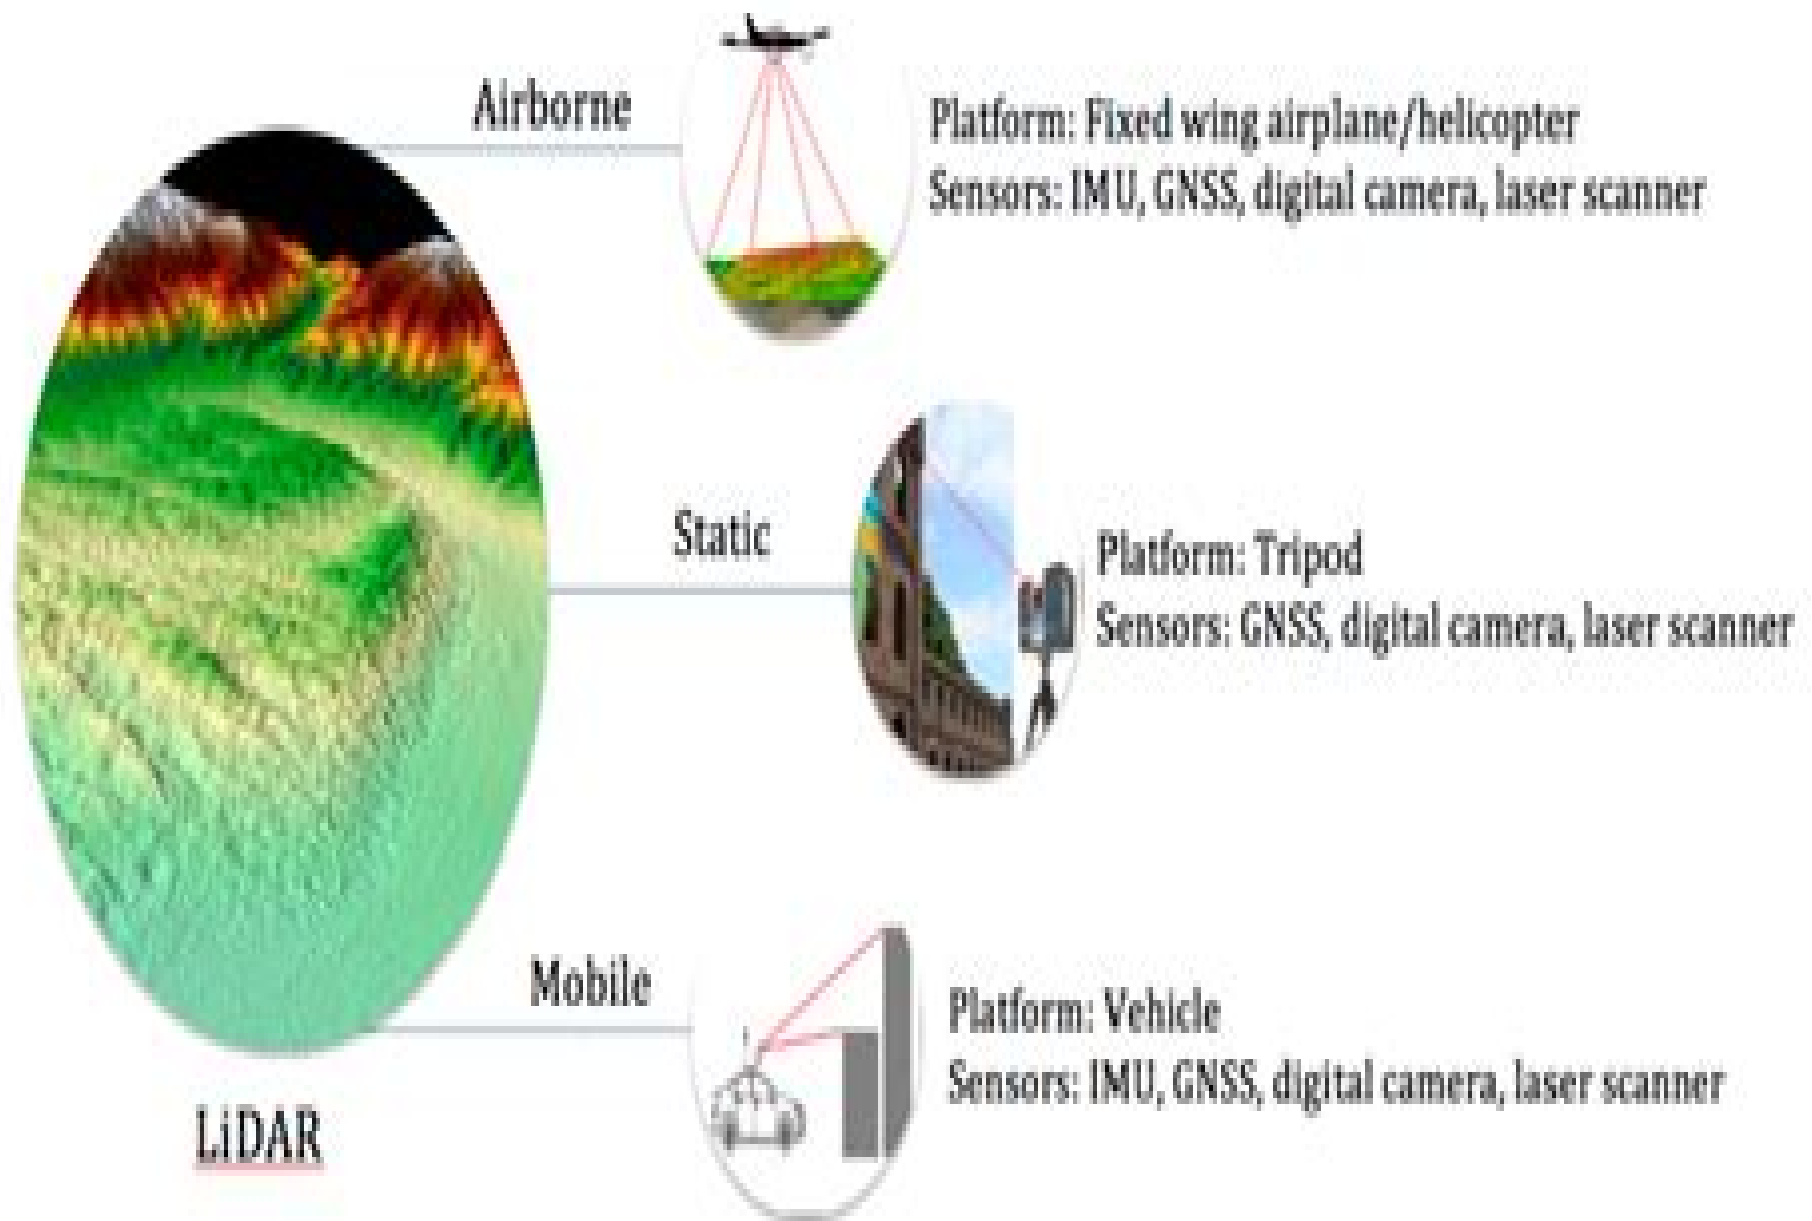 Airborne
Platform: Fixed wing airplane/helicopter
Sensors: IMU, GNSS, digital camera, laser scanner
Static
Platform: Tripod
Sensors: GNSS, digital camera, laser scanner
Mobile
Platform: Vehicle
Sensors: IMU, GNSS, digital camera, laser scanner
LiDAR